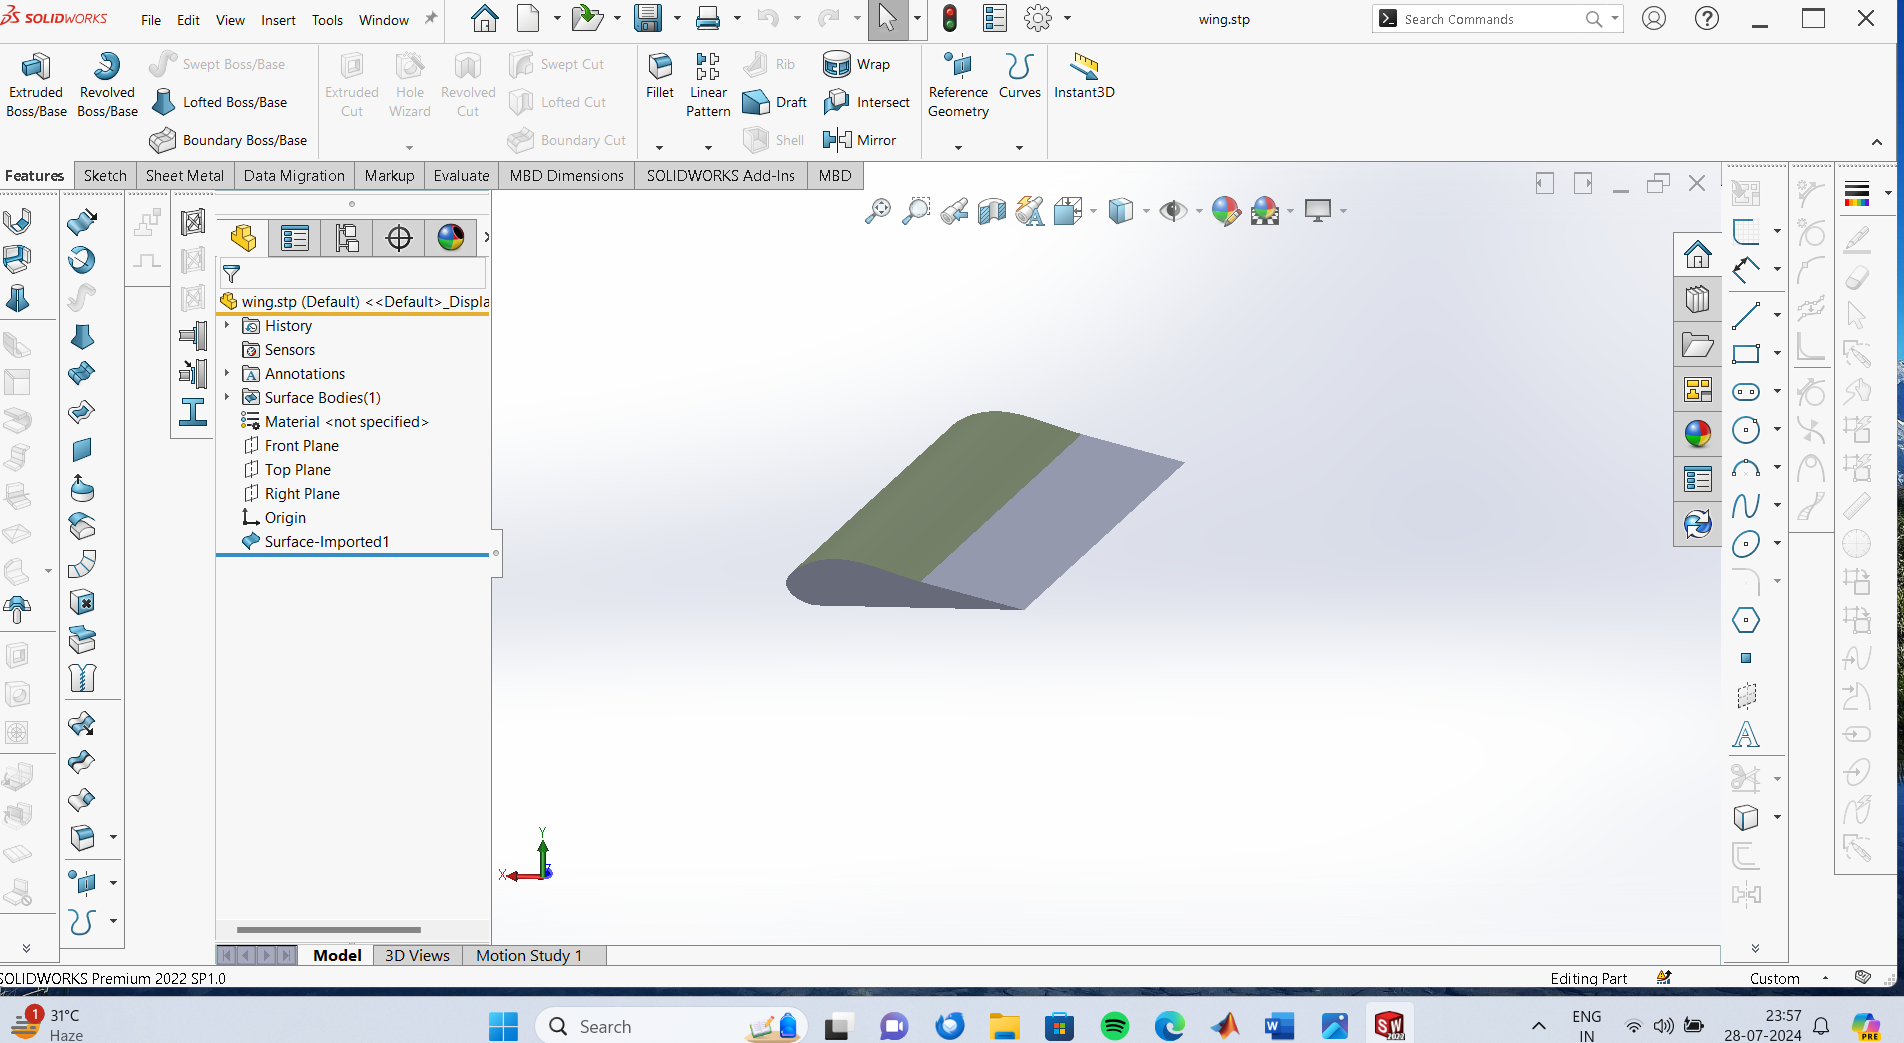 SOLIDWORKS File Edit View Insert Tools Window wing.stp Search Commands
Extruded Boss/Base
Revolved Boss/Base
Swept Boss/Base
Lofted Boss/Base
Boundary Boss/Base
Extruded Cut
Hole Wizard
Revolved Cut
Swept Cut
Lofted Cut
Boundary Cut
Fillet
Linear Pattern
Rib
Draft
Shell
Wrap
Intersect
Mirror
Reference Geometry
Curves
Instant3D
Features Sketch Sheet Metal Data Migration Markup Evaluate MBD Dimensions SOLIDWORKS Add-Ins MBD
wing.stp (Default) <<Default>_Displa
History
Sensors
Annotations
Surface Bodies(1)
Material <not specified>
Front Plane
Top Plane
Right Plane
Origin
Surface-Imported1
Y
X
Z
Model 3D Views Motion Study 1
SOLIDWORKS Premium 2022 SP1.0 Editing Part Custom
1
31°C
Haze
Search
ENG
IN
23:57
28-07-2024
PRE